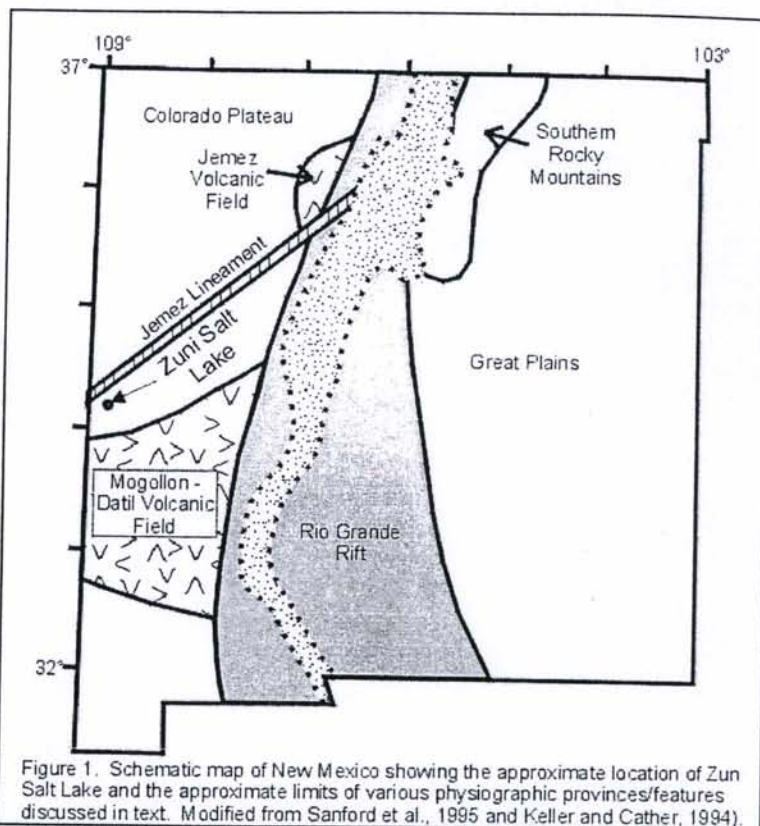 109°
103°
37°
Colorado Plateau
Jemez
Volcanic
Field
Southern
Rocky
Mountains
Jemez Lineament
Zuni Salt
Lake
Great Plains
Mogollon -
Datil Volcanic
Field
Rio Grande
Rift
32°
Figure 1. Schematic map of New Mexico showing the approximate location of Zun
Salt Lake and the approximate limits of various physiographic provinces/features
discussed in text. Modified from Sanford et al., 1995 and Keller and Cather, 1994).